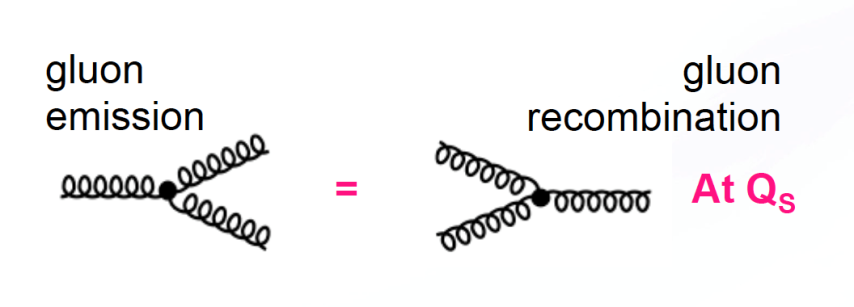 gluon
emission
=
gluon
recombination
At Qs